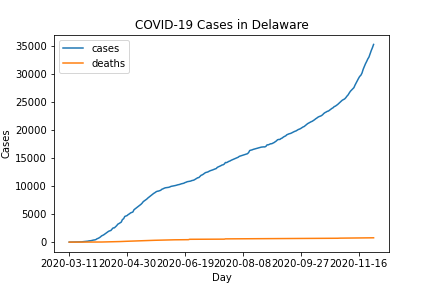 COVID-19 Cases in Delaware
cases
deaths
35000
30000
25000
20000
15000
10000
5000
0
Cases
2020-03-11 2020-04-30 2020-06-19 2020-08-08 2020-09-27 2020-11-16
Day